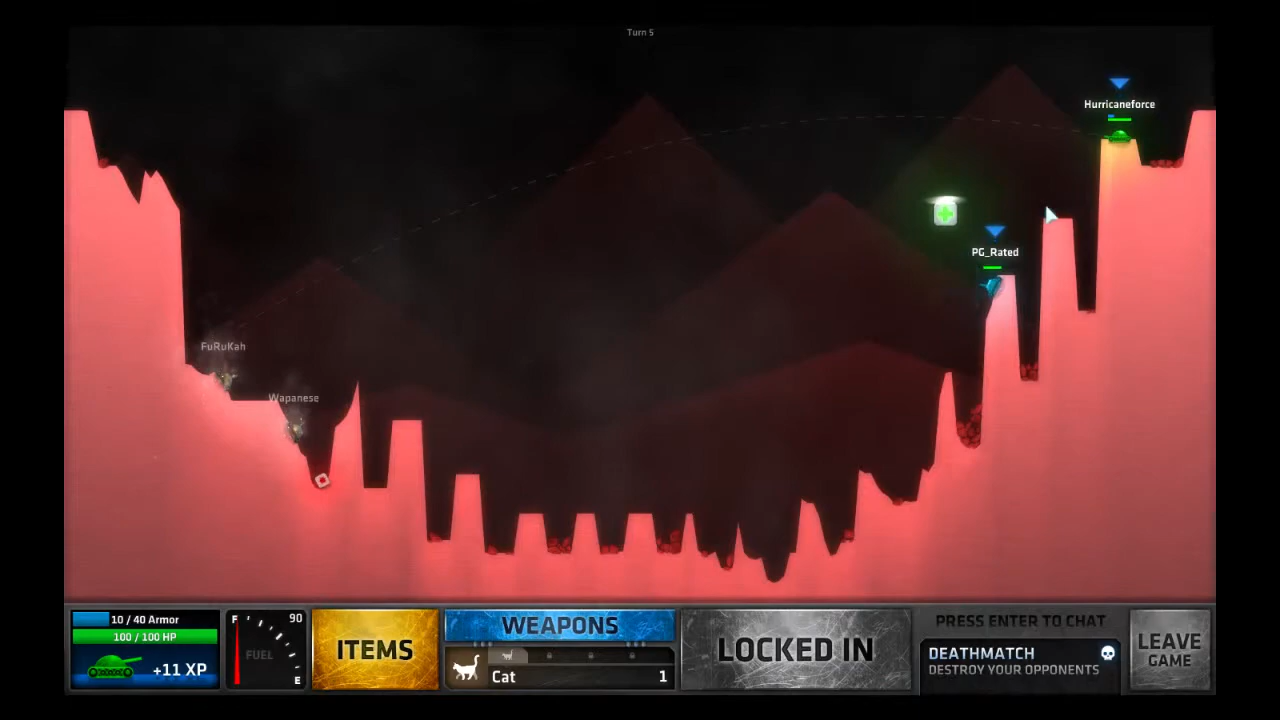 Turn 5
Hurricaneforce
PG_Rated
FuRuKah
Wapanese
10 / 40 Armor
100 / 100 HP
+11 XP
F
90
FUEL
E
ITEMS
WEAPONS
Cat
1
LOCKED IN
PRESS ENTER TO CHAT
DEATHMATCH
DESTROY YOUR OPPONENTS
LEAVE
GAME